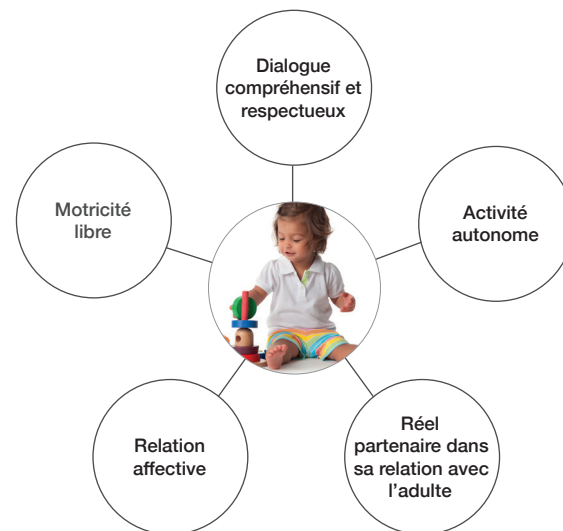 Dialogue
compréhensif et
respectueux
Motricité
libre
Activité
autonome
Relation
affective
Réel
partenaire dans
sa relation avec
l’adulte